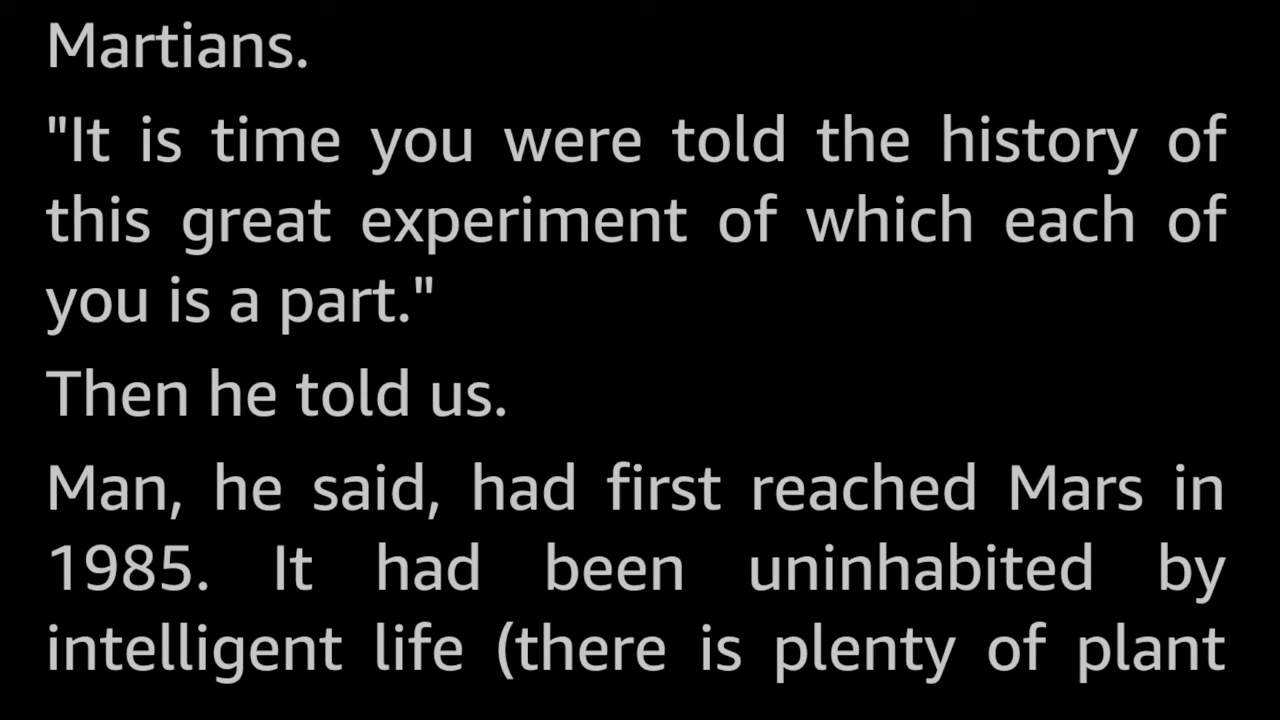 Martians.
"It is time you were told the history of
this great experiment of which each of
you is a part."
Then he told us.
Man, he said, had first reached Mars in
1985. It had been uninhabited by
intelligent life (there is plenty of plant